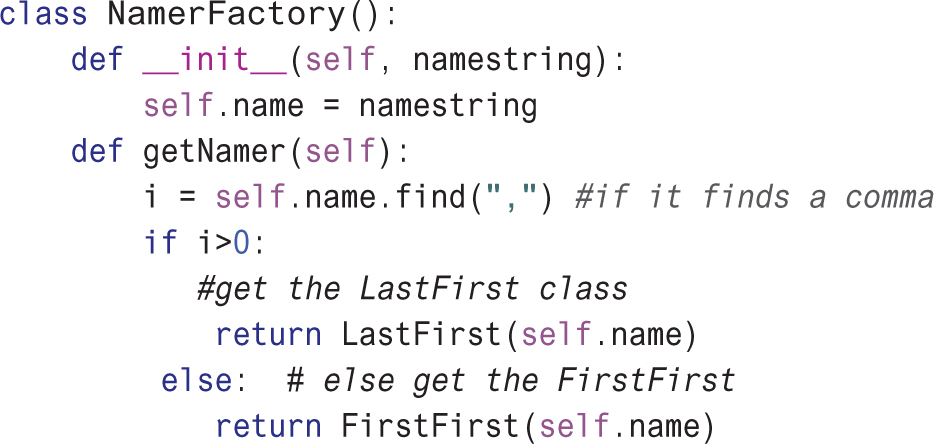 class NamerFactory():
    def __init__(self, namestring):
        self.name = namestring
    def getNamer(self):
        i = self.name.find(",") #if it finds a comma
        if i>0:
           #get the LastFirst class
            return LastFirst(self.name)
         else:  # else get the FirstFirst
            return FirstFirst(self.name)